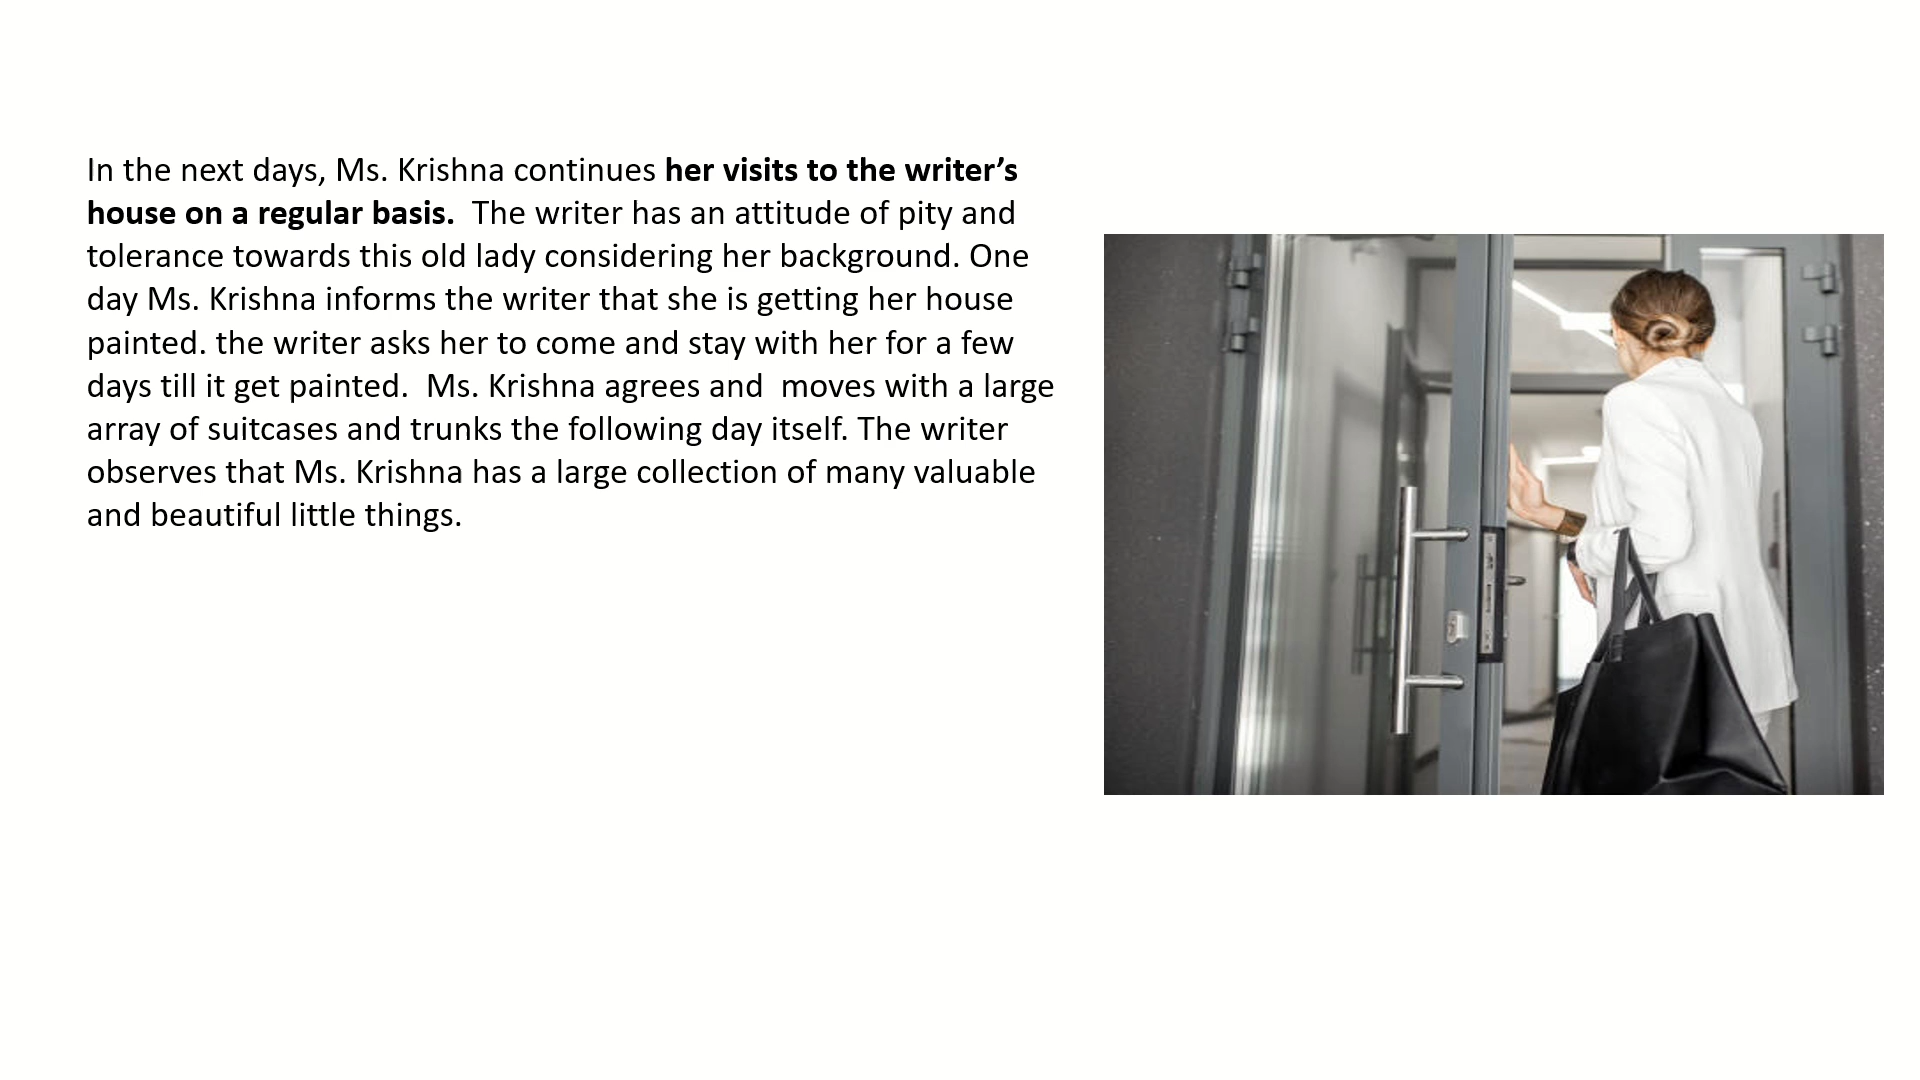 In the next days, Ms. Krishna continues her visits to the writer’s
house on a regular basis.  The writer has an attitude of pity and
tolerance towards this old lady considering her background. One
day Ms. Krishna informs the writer that she is getting her house
painted. the writer asks her to come and stay with her for a few
days till it get painted.  Ms. Krishna agrees and  moves with a large
array of suitcases and trunks the following day itself. The writer
observes that Ms. Krishna has a large collection of many valuable
and beautiful little things.